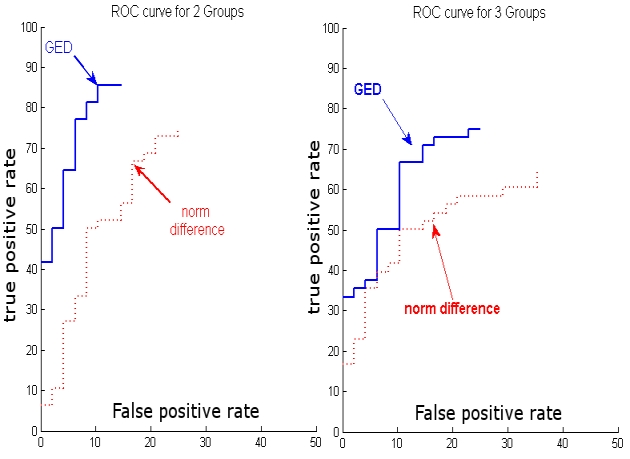 ROC curve for 2 Groups
100
90
80
70
60
50
40
30
20
10
0
0 10 20 30 40 50
true positive rate
False positive rate
GED
norm
difference
ROC curve for 3 Groups
100
90
80
70
60
50
40
30
20
10
0
0 10 20 30 40 50
true positive rate
False positive rate
GED
norm difference